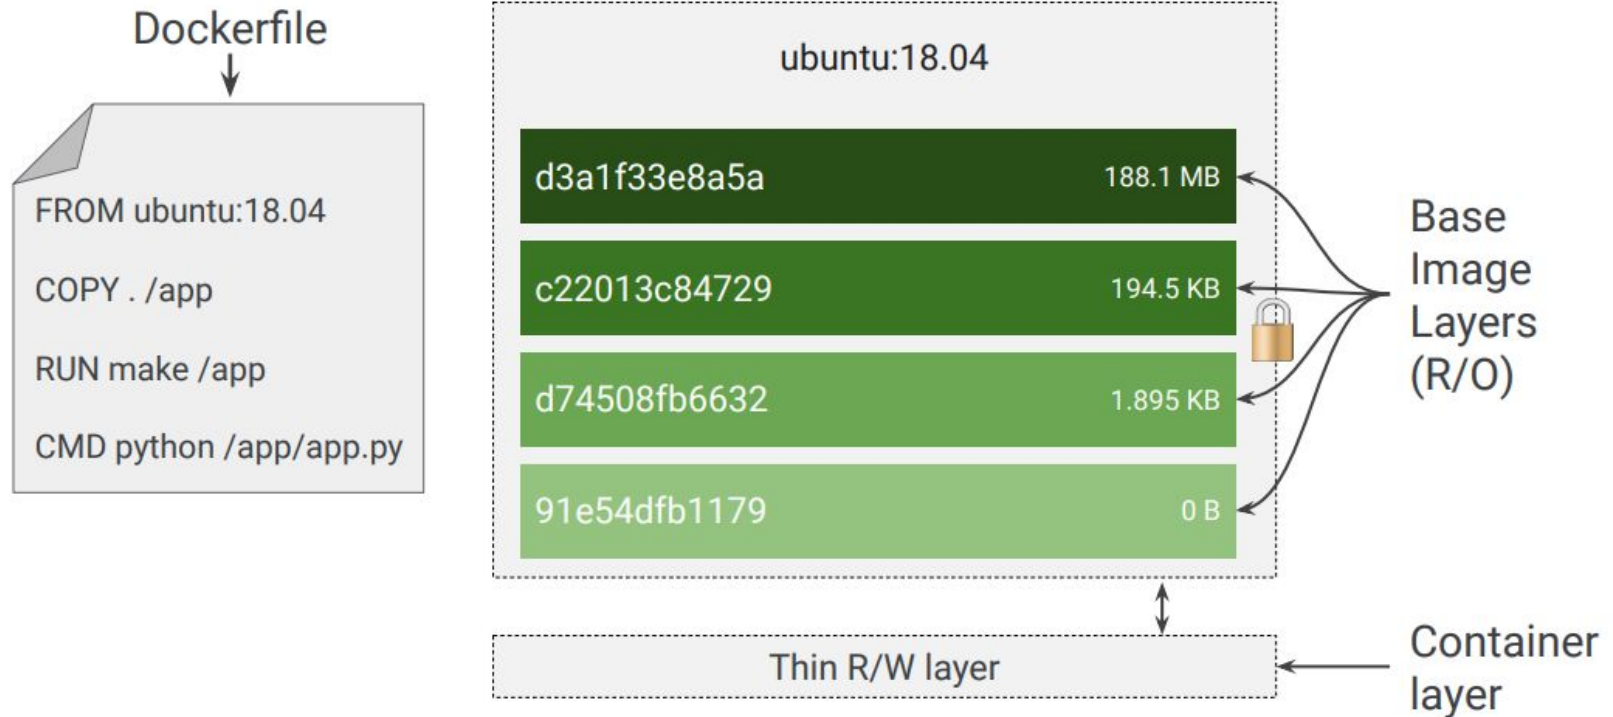 Dockerfile
FROM ubuntu:18.04
COPY . /app
RUN make /app
CMD python /app/app.py
ubuntu:18.04
d3a1f33e8a5a 188.1 MB
c22013c84729 194.5 KB
d74508fb6632 1.895 KB
91e54dfb1179 0 B
Base
Image
Layers
(R/O)
Thin R/W layer
Container
layer